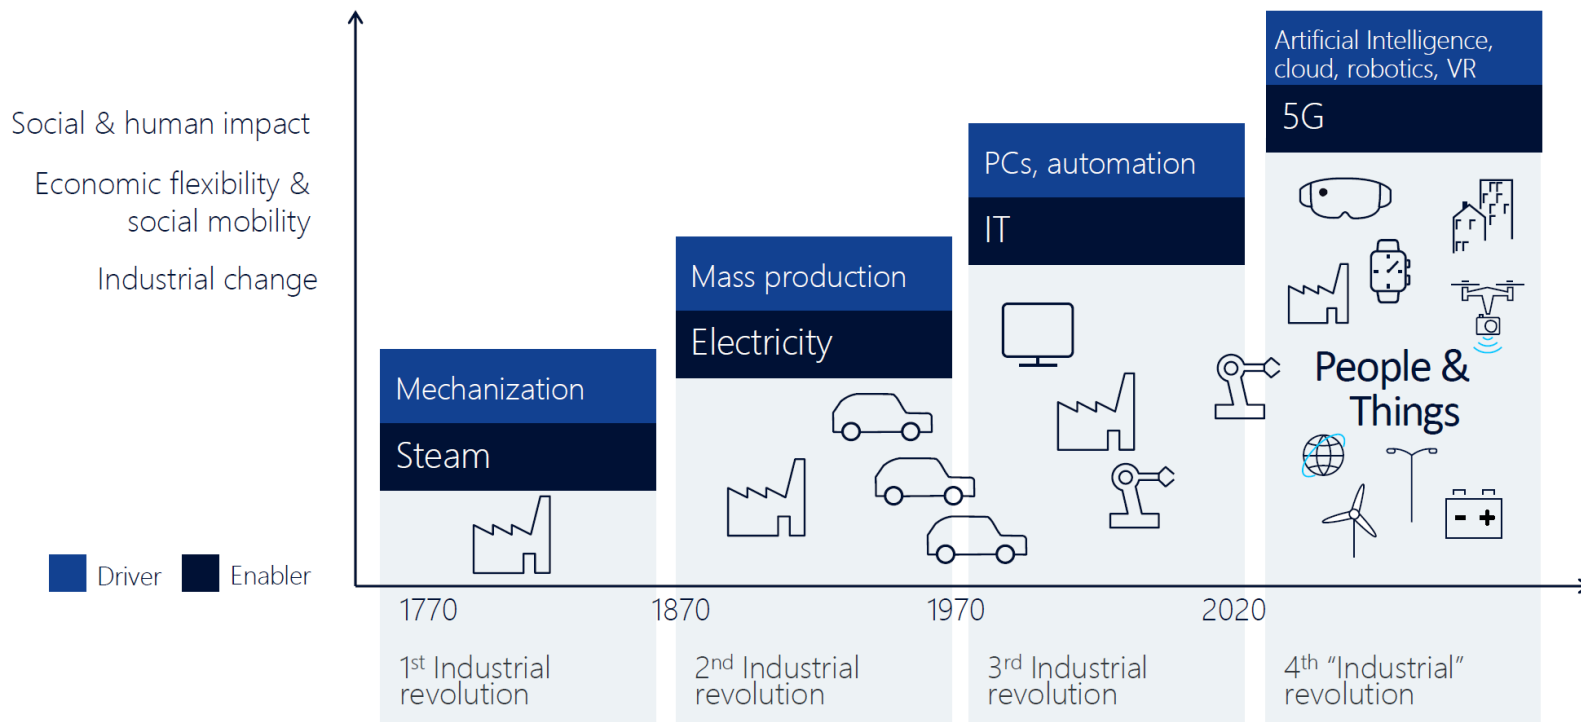 Social & human impact
Economic flexibility &
social mobility
Industrial change
Driver
Enabler
Mechanization
Steam
Mass production
Electricity
PCs, automation
IT
Artificial Intelligence,
cloud, robotics, VR
5G
People &
Things
1770
1870
1970
2020
1st Industrial
revolution
2nd Industrial
revolution
3rd Industrial
revolution
4th “Industrial”
revolution